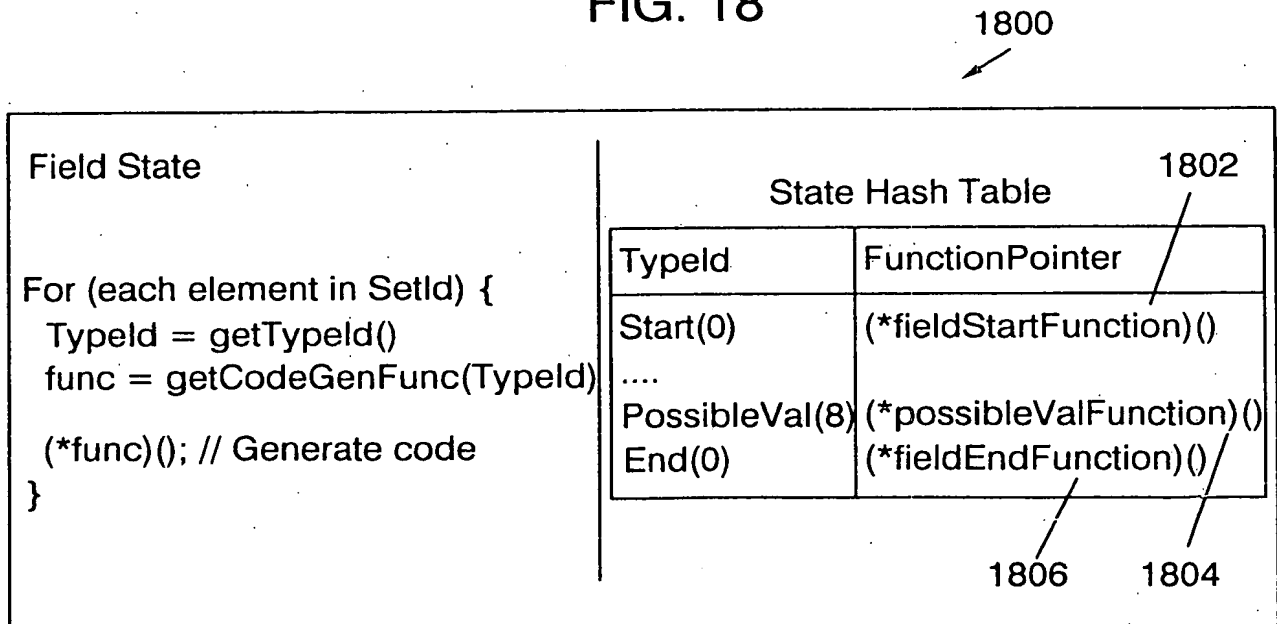 FIG. 18
1800
Field State
For (each element in SetId) {
TypeId = getTypeId()
func = getCodeGenFunc(TypeId)
(*func)(); // Generate code
}
State Hash Table
1802
TypeId FunctionPointer
Start(0) (*fieldStartFunction)()
....
PossibleVal(8) (*possibleValFunction)()
End(0) (*fieldEndFunction)()
1806 1804